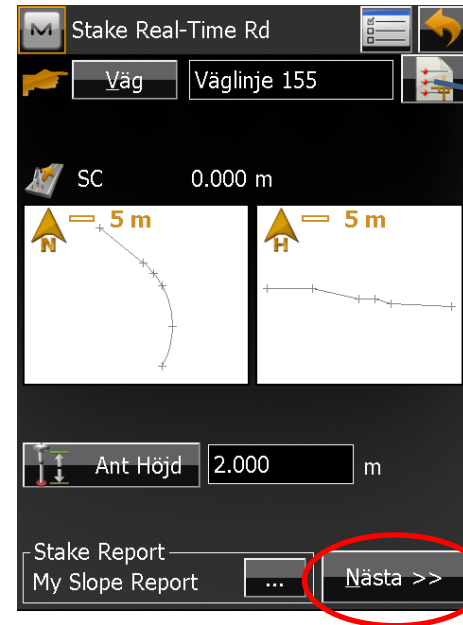 M Stake Real-Time Rd
Väg Väglinje 155
SC 0.000 m
5 m 5 m
N H
Ant Höjd 2.000 m
Stake Report
My Slope Report ... Nästa >>